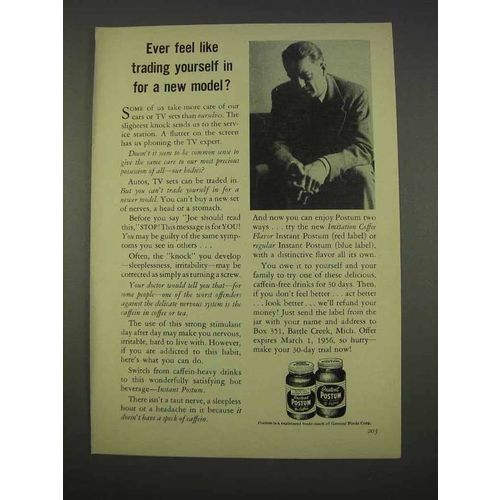 Ever feel like
trading yourself in
for a new model?
SOME of us take more care of our
cars or TV sets than ourselves. The
slightest knock sends us to the serv-
ice station. A flutter on the screen
has us phoning the TV expert.
Doesn't it seem to be common sense to
give the same care to our most precious
possession of all—our bodies?
Autos, TV sets can be traded in.
But you can't trade yourself in for a
newer model. You can't buy a new set
of nerves, a head or a stomach.
Before you say "Joe should read
this," STOP! This message is for YOU!
You may be guilty of the same symp-
toms you see in others . . .
Often, the "knock" you develop
—sleeplessness, irritability—may be
corrected as simply as turning a screw.
Your doctor would tell you that—for
some people—one of the worst offenders
against the delicate nervous system is the
caffein in coffee or tea.
The use of this strong stimulant
day after day may make you nervous,
irritable, hard to live with. However,
if you are addicted to this habit,
here's what you can do.
Switch from caffein-heavy drinks
to this wonderfully satisfying hot
beverage—Instant Postum.
There isn't a taut nerve, a sleepless
hour or a headache in it because it
doesn't have a speck of caffein.
And now you can enjoy Postum two
ways . . . try the new Imitation Coffee
Flavor Instant Postum (red label) or
regular Instant Postum (blue label),
with a distinctive flavor all its own.
You owe it to yourself and your
family to try one of these delicious,
caffein-free drinks for 30 days. Then,
if you don't feel better . . . act better
. . . look better . . . we'll refund your
money! Just send the label from the
jar with your name and address to
Box 351, Battle Creek, Mich. Offer
expires March 1, 1956, so hurry—
make your 30-day trial now!
Instant
POSTUM
Instant
POSTUM
Postum is a registered trade-mark of General Foods Corp.